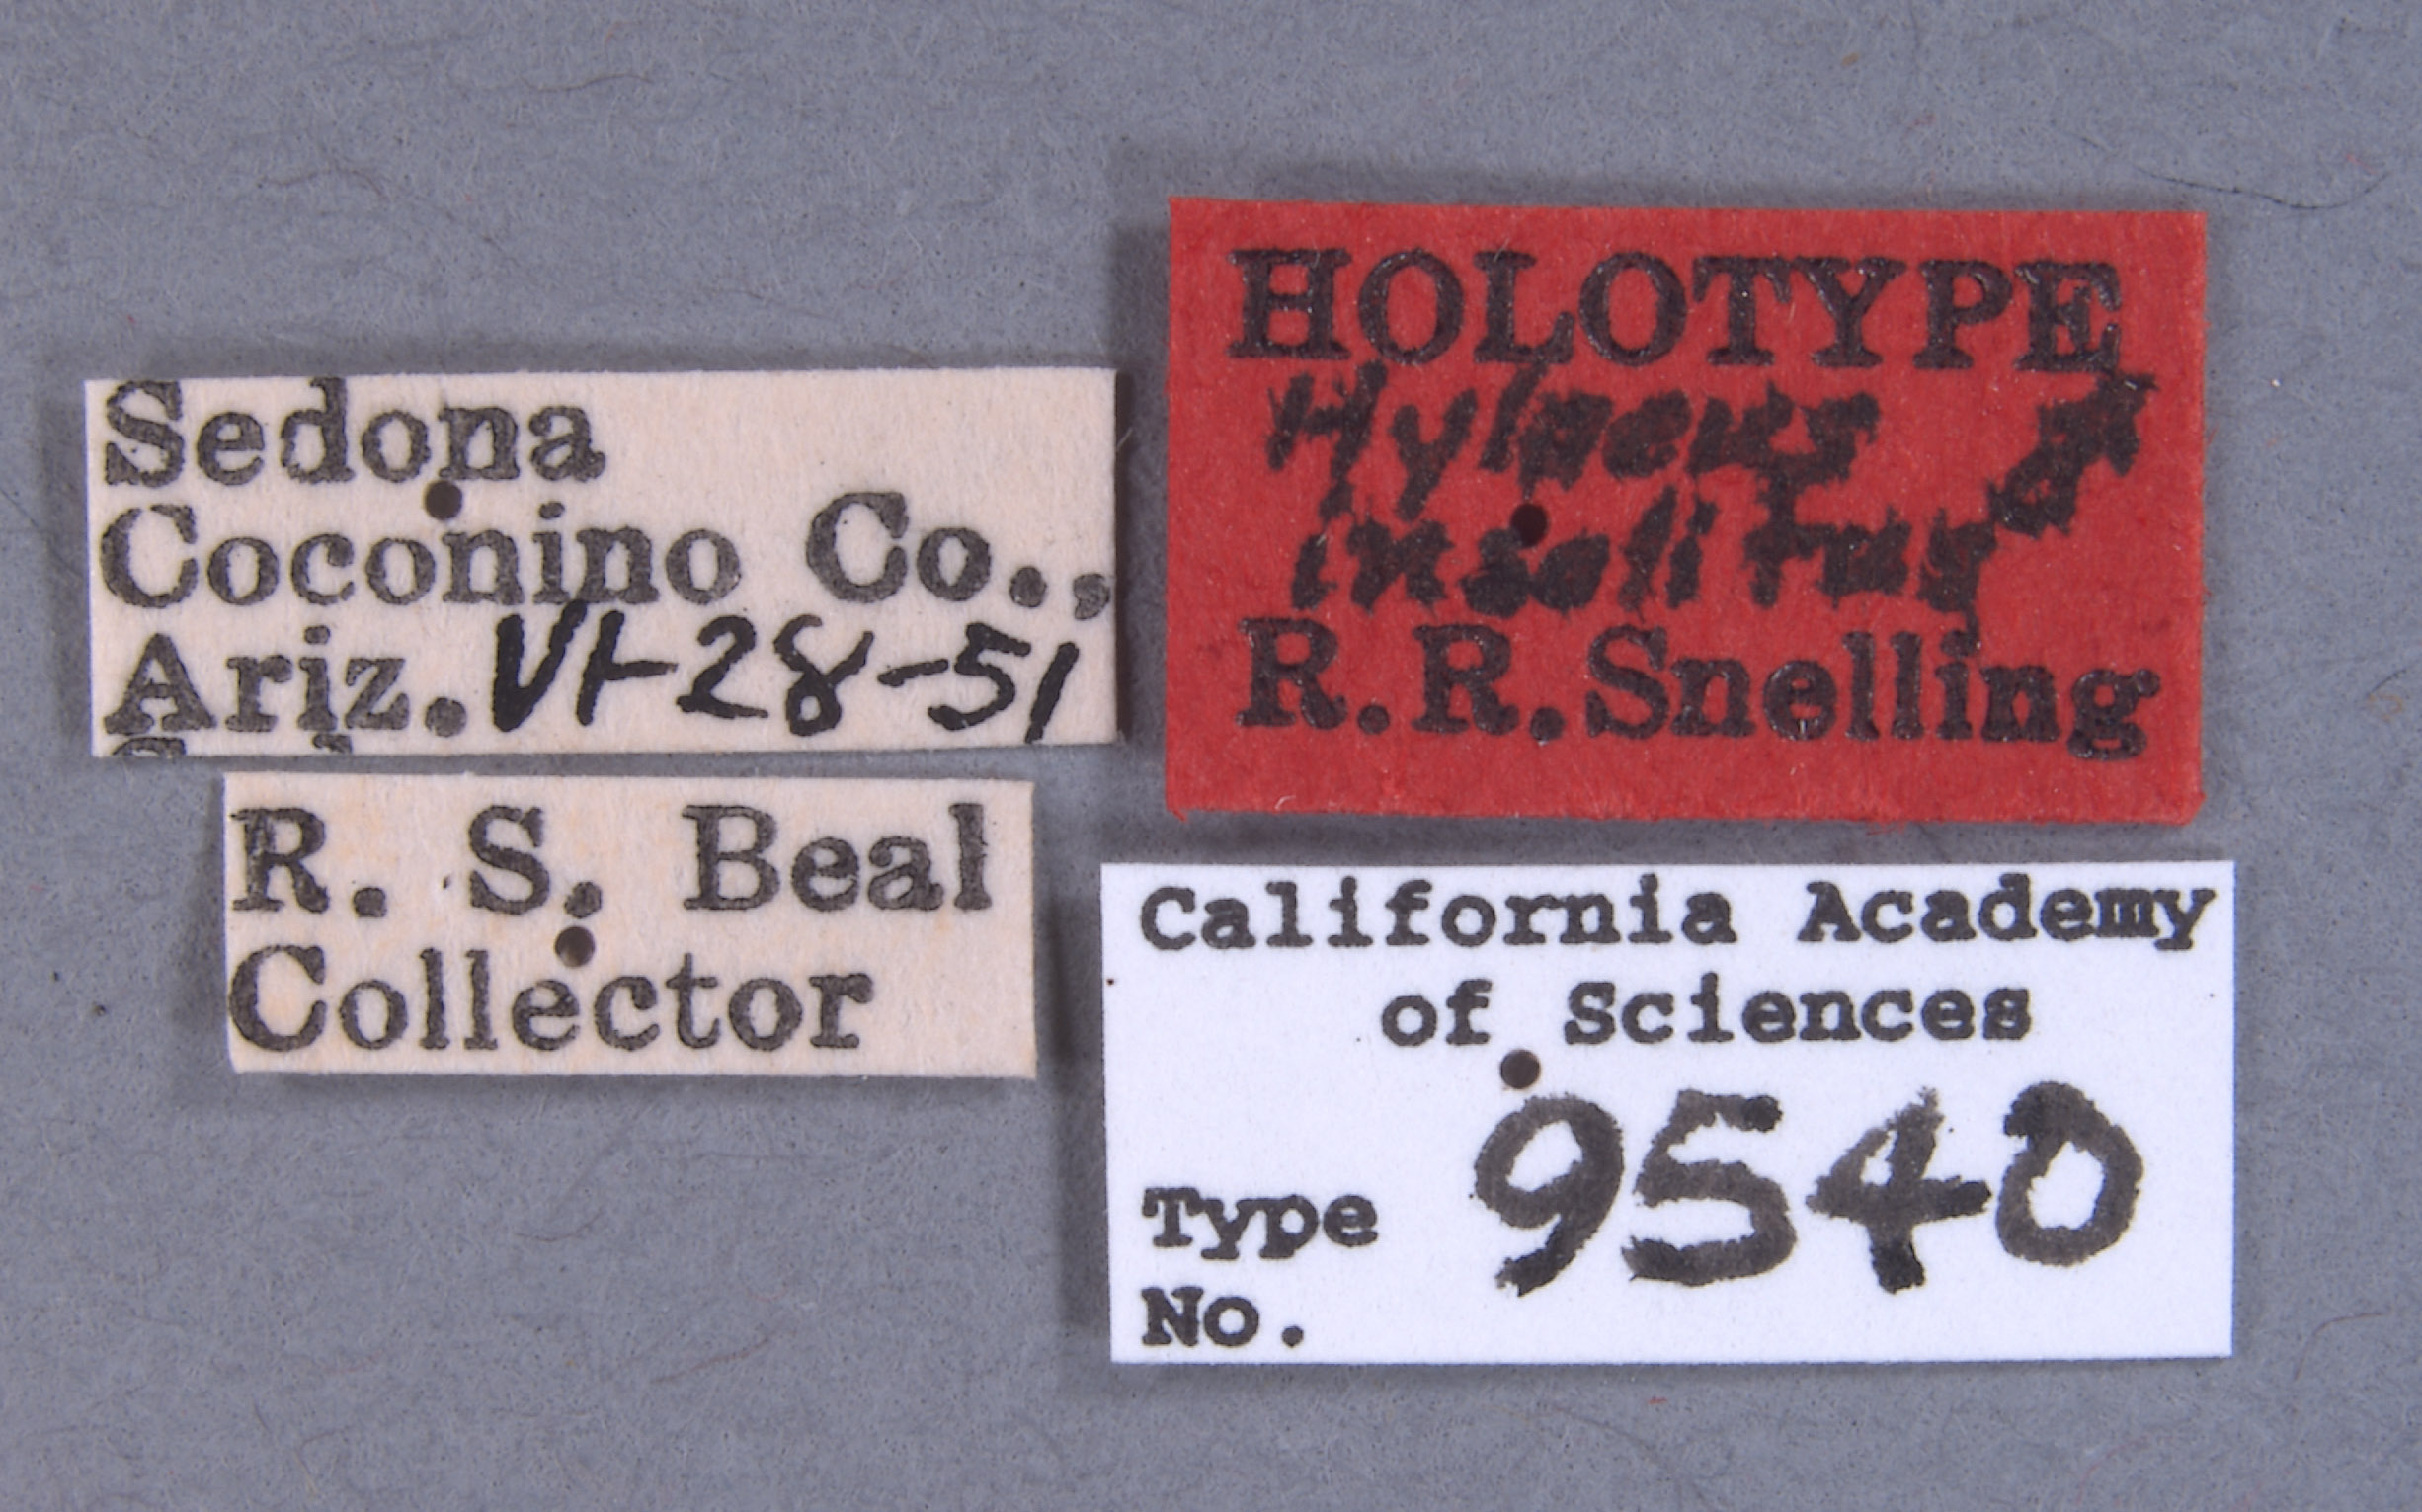 Sedona
Coconino Co.,
Ariz. VI-28-51
R. S. Beal
Collector
HOLOTYPE
Hylaeus ♂
insolitus
R. R. Snelling
California Academy
of Sciences
Type
No. 9540